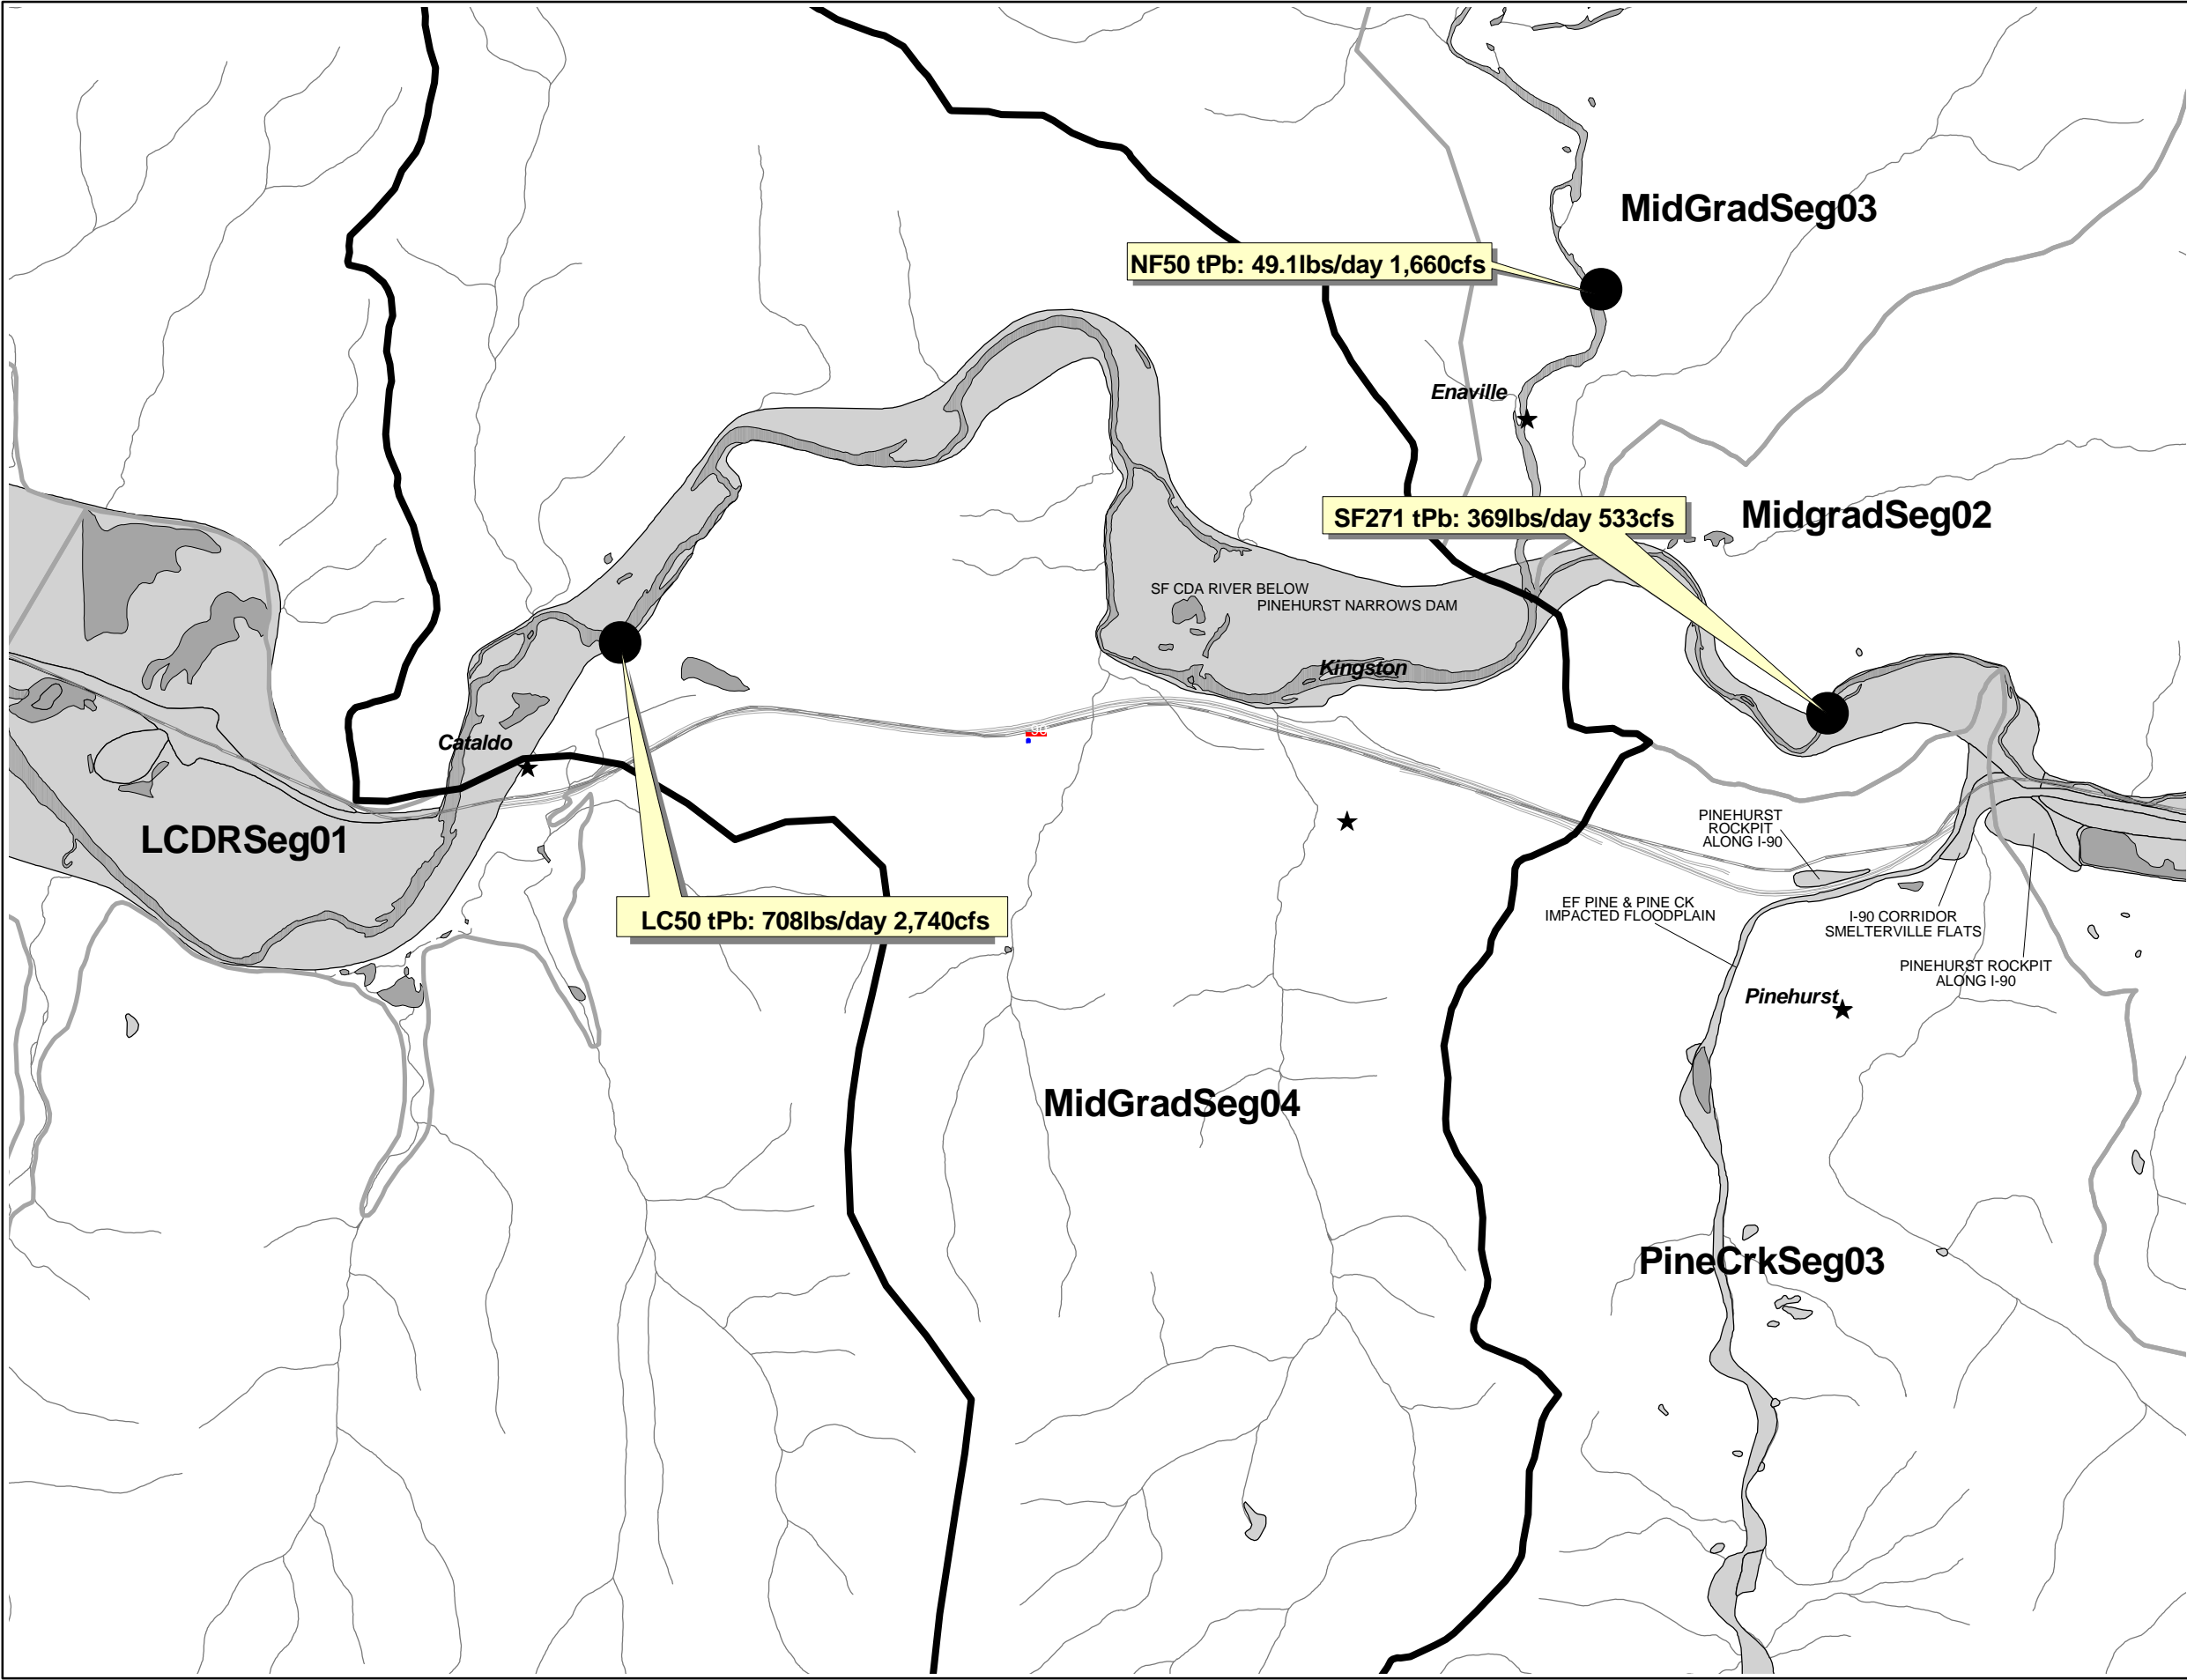 MidGradSeg03
NF50 tPb: 49.1lbs/day 1,660cfs
Enaville
SF271 tPb: 369lbs/day 533cfs
MidgradSeg02
SF CDA RIVER BELOW
PINEHURST NARROWS DAM
Kingston
Cataldo
LCDRSeg01
PINEHURST
ROCKPIT
ALONG I-90
LC50 tPb: 708lbs/day 2,740cfs
EF PINE & PINE CK
IMPACTED FLOODPLAIN
I-90 CORRIDOR
SMELTERVILLE FLATS
PINEHURST ROCKPIT
ALONG I-90
Pinehurst
MidGradSeg04
PineCrkSeg03